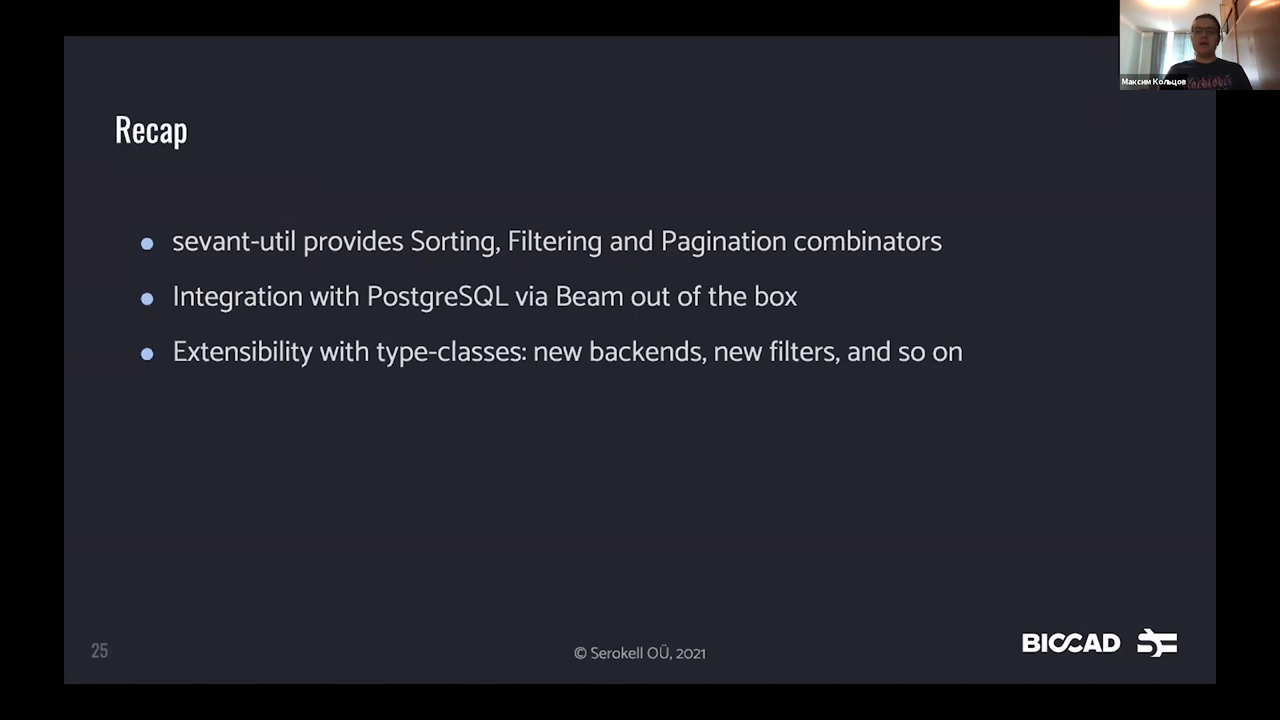 Максим Кольцов
Recap
sevant-util provides Sorting, Filtering and Pagination combinators
Integration with PostgreSQL via Beam out of the box
Extensibility with type-classes: new backends, new filters, and so on
25
© Serokell OÜ, 2021
BIOCAD